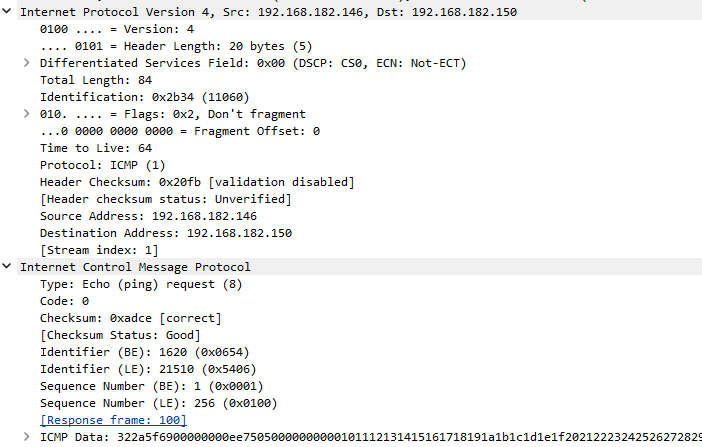 Internet Protocol Version 4, Src: 192.168.182.146, Dst: 192.168.182.150
0100 .... = Version: 4
.... 0101 = Header Length: 20 bytes (5)
Differentiated Services Field: 0x00 (DSCP: CS0, ECN: Not-ECT)
Total Length: 84
Identification: 0x2b34 (11060)
010. .... = Flags: 0x2, Don't fragment
...0 0000 0000 0000 = Fragment Offset: 0
Time to Live: 64
Protocol: ICMP (1)
Header Checksum: 0x20fb [validation disabled]
[Header checksum status: Unverified]
Source Address: 192.168.182.146
Destination Address: 192.168.182.150
[Stream index: 1]
Internet Control Message Protocol
Type: Echo (ping) request (8)
Code: 0
Checksum: 0xadce [correct]
[Checksum Status: Good]
Identifier (BE): 1620 (0x0654)
Identifier (LE): 21510 (0x5406)
Sequence Number (BE): 1 (0x0001)
Sequence Number (LE): 256 (0x0100)
[Response frame: 100]
ICMP Data: 322a5f6900000000ee75050000000000101112131415161718191a1b1c1d1e1f20212223242526272829